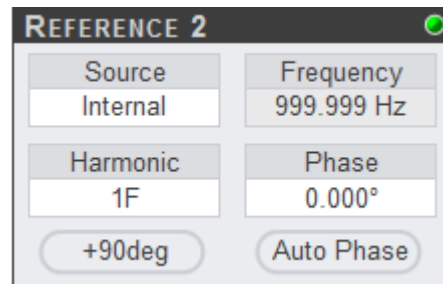 REFERENCE 2
Source Frequency
Internal 999.999 Hz
Harmonic Phase
1F 0.000°
+90deg Auto Phase